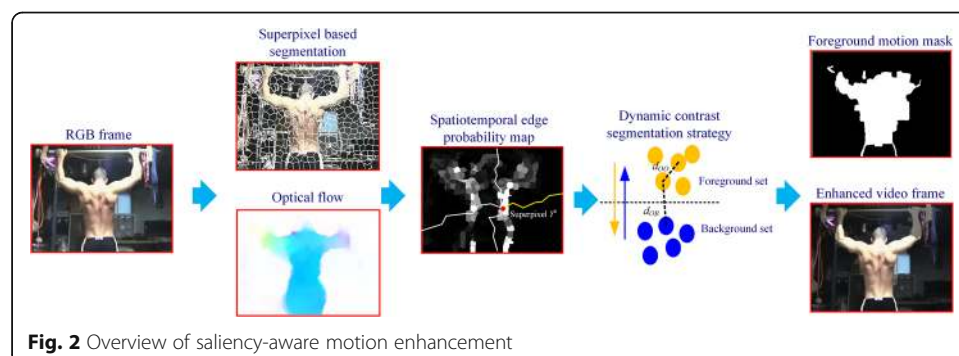 RGB frame
Superpixel based
segmentation
Optical flow
Spatiotemporal edge
probability map
Superpixel
Dynamic contrast
segmentation strategy
Foreground set
Background set
Foreground motion mask
Enhanced video frame
Fig. 2 Overview of saliency-aware motion enhancement